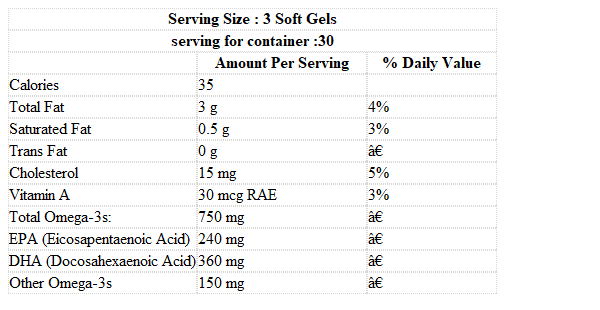 Serving Size : 3 Soft Gels
serving for container :30
Amount Per Serving % Daily Value
Calories 35
Total Fat 3 g 4%
Saturated Fat 0.5 g 3%
Trans Fat 0 g â€
Cholesterol 15 mg 5%
Vitamin A 30 mcg RAE 3%
Total Omega-3s: 750 mg â€
EPA (Eicosapentaenoic Acid) 240 mg â€
DHA (Docosahexaenoic Acid) 360 mg â€
Other Omega-3s 150 mg â€